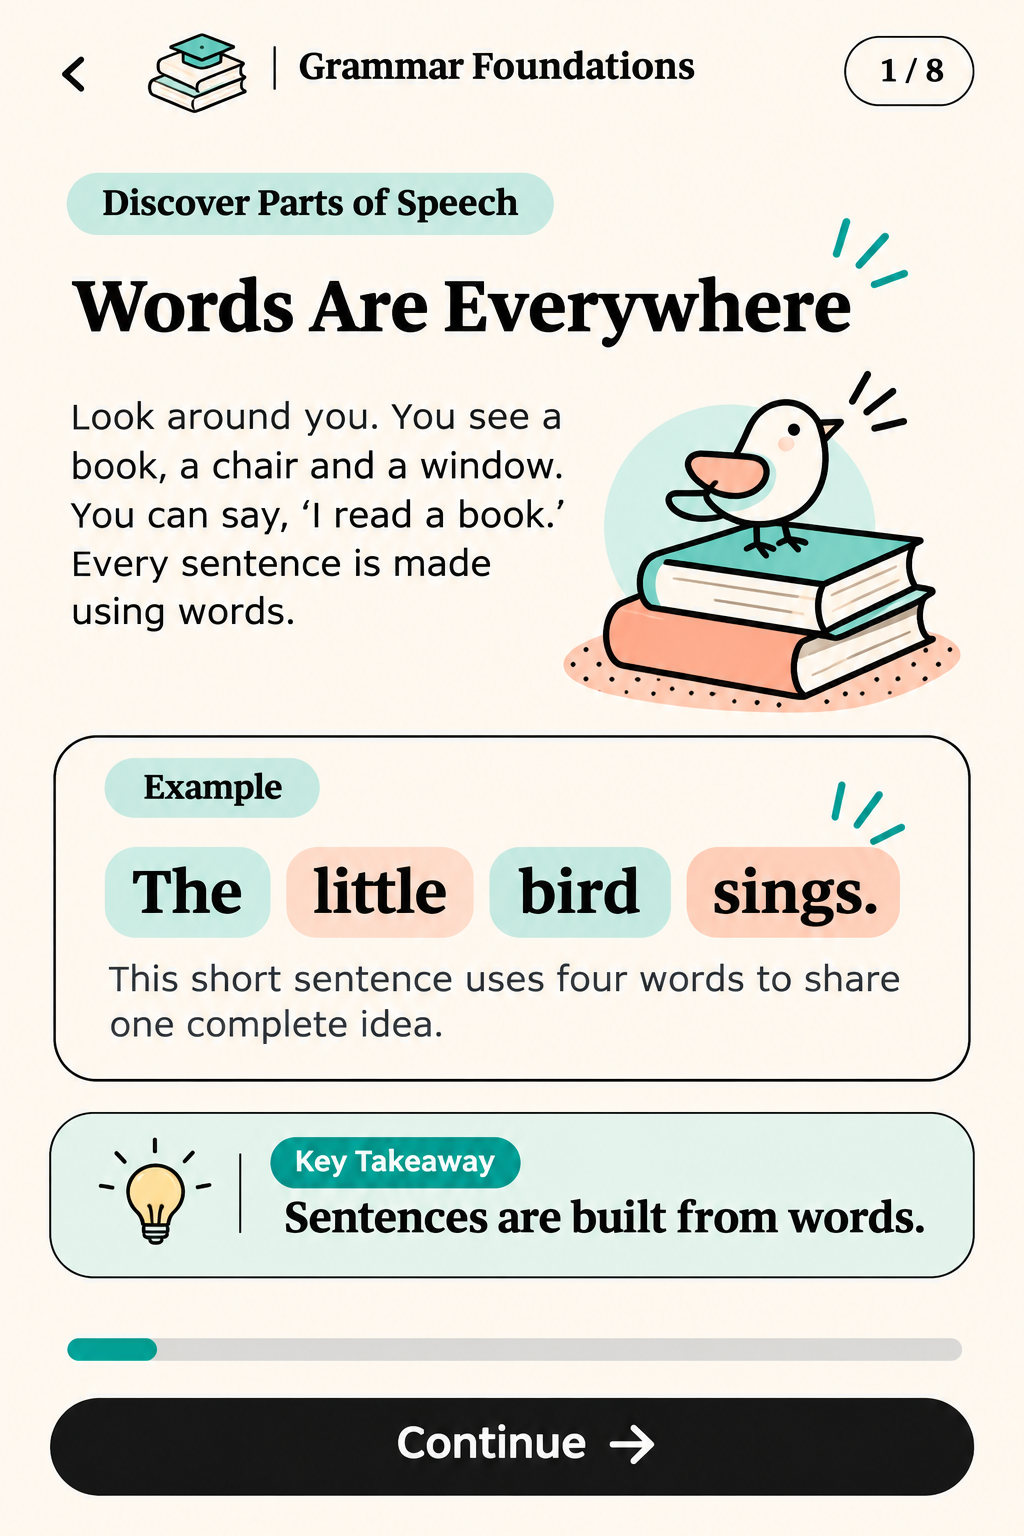 Grammar Foundations
1 / 8
Discover Parts of Speech
Words Are Everywhere
Look around you. You see a
book, a chair and a window.
You can say, ‘I read a book.’
Every sentence is made
using words.
Example
The little bird sings.
This short sentence uses four words to share
one complete idea.
Key Takeaway
Sentences are built from words.
Continue →